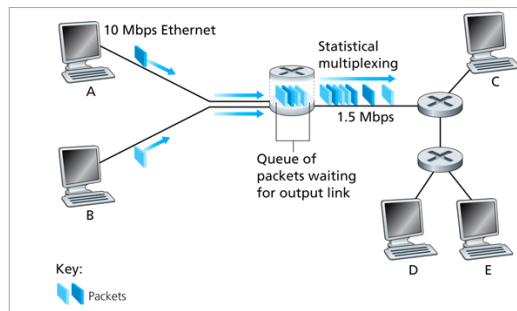 10 Mbps Ethernet
A
Statistical
multiplexing
C
1.5 Mbps
Queue of
packets waiting
for output link
B
D
E
Key:
Packets